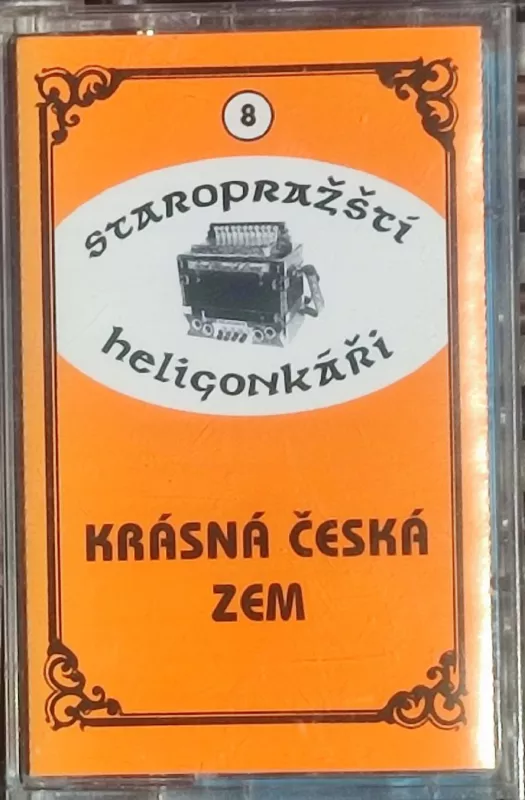 8
STAROPRAŽŠTÍ
heligonkáři
KRÁSNÁ ČESKÁ
ZEM